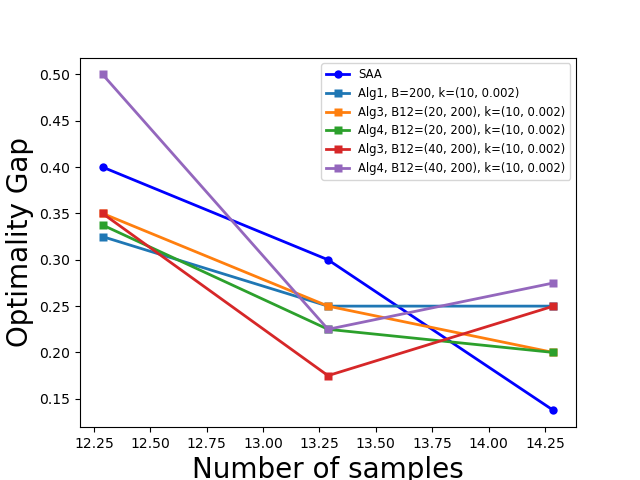 Optimality Gap
0.50
0.45
0.40
0.35
0.30
0.25
0.20
0.15
SAA
Alg1, B=200, k=(10, 0.002)
Alg3, B12=(20, 200), k=(10, 0.002)
Alg4, B12=(20, 200), k=(10, 0.002)
Alg3, B12=(40, 200), k=(10, 0.002)
Alg4, B12=(40, 200), k=(10, 0.002)
12.25 12.50 12.75 13.00 13.25 13.50 13.75 14.00 14.25
Number of samples